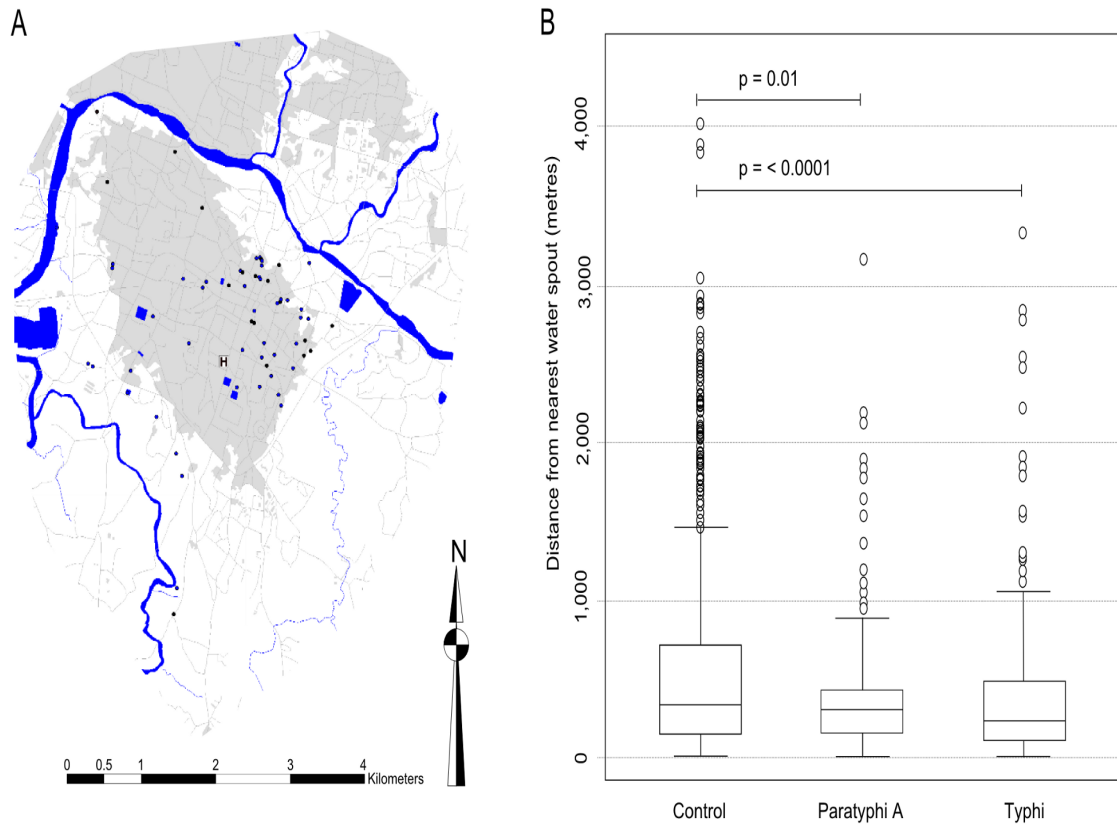 A
H
N
0 0.5 1 2 3 4
Kilometers
B
Distance from nearest water spout (metres)
4,000
3,000
2,000
1,000
0
p = 0.01
p = < 0.0001
Control Paratyphi A Typhi